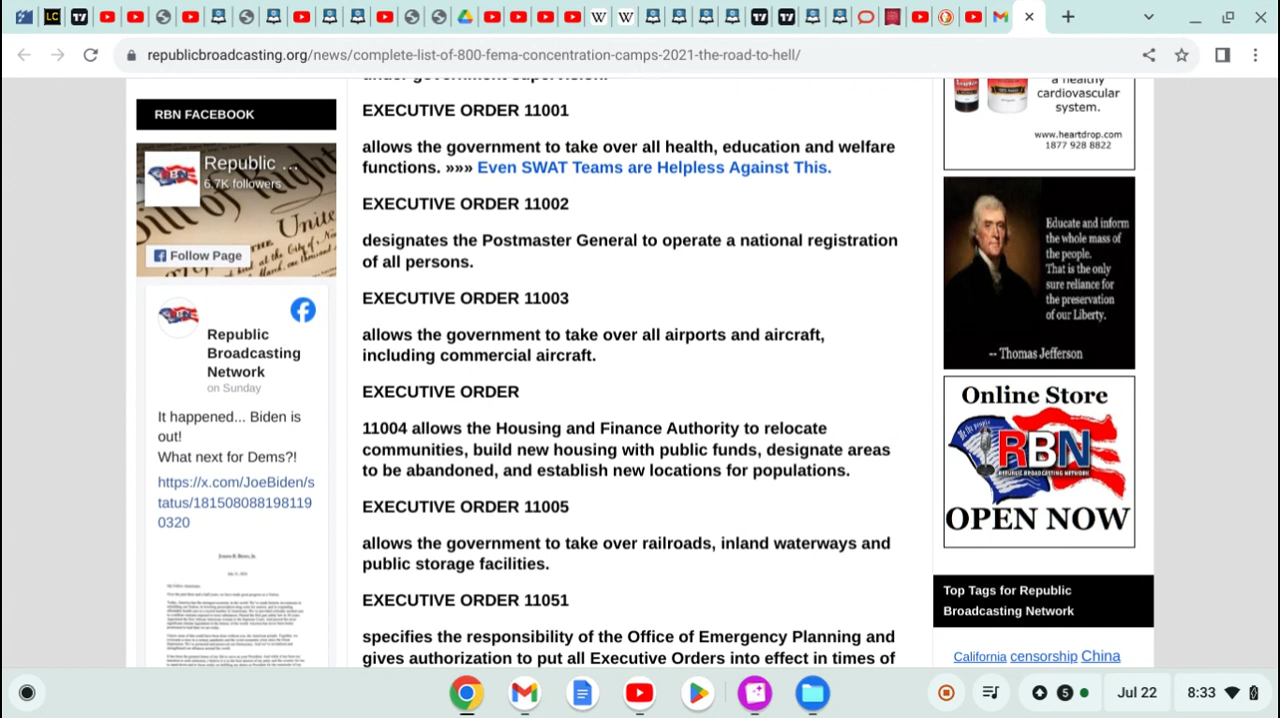 republicbroadcasting.org/news/complete-list-of-800-fema-concentration-camps-2021-the-road-to-hell/
RBN FACEBOOK
Republic ...
6.7K followers
Follow Page
Republic
Broadcasting
Network
on Sunday
It happened... Biden is
out!
What next for Dems?!
https://x.com/JoeBiden/s
tatus/181508088198119
0320
under government supervision.
EXECUTIVE ORDER 11001
allows the government to take over all health, education and welfare
functions. »»» Even SWAT Teams are Helpless Against This.
EXECUTIVE ORDER 11002
designates the Postmaster General to operate a national registration
of all persons.
EXECUTIVE ORDER 11003
allows the government to take over all airports and aircraft,
including commercial aircraft.
EXECUTIVE ORDER
11004 allows the Housing and Finance Authority to relocate
communities, build new housing with public funds, designate areas
to be abandoned, and establish new locations for populations.
EXECUTIVE ORDER 11005
allows the government to take over railroads, inland waterways and
public storage facilities.
EXECUTIVE ORDER 11051
specifies the responsibility of the Office of Emergency Planning and
gives authorization to put all Executive Orders into effect in times of
a healthy
cardiovascular
system.
www.heartdrop.com
1877 928 8822
Educate and inform
the whole mass of
the people.
That is the only
sure reliance for
the preservation
of our Liberty.
-- Thomas Jefferson
Online Store
RBN
REPUBLIC BROADCASTING NETWORK
OPEN NOW
Top Tags for Republic
Broadcasting Network
California censorship China
5
Jul 22
8:33